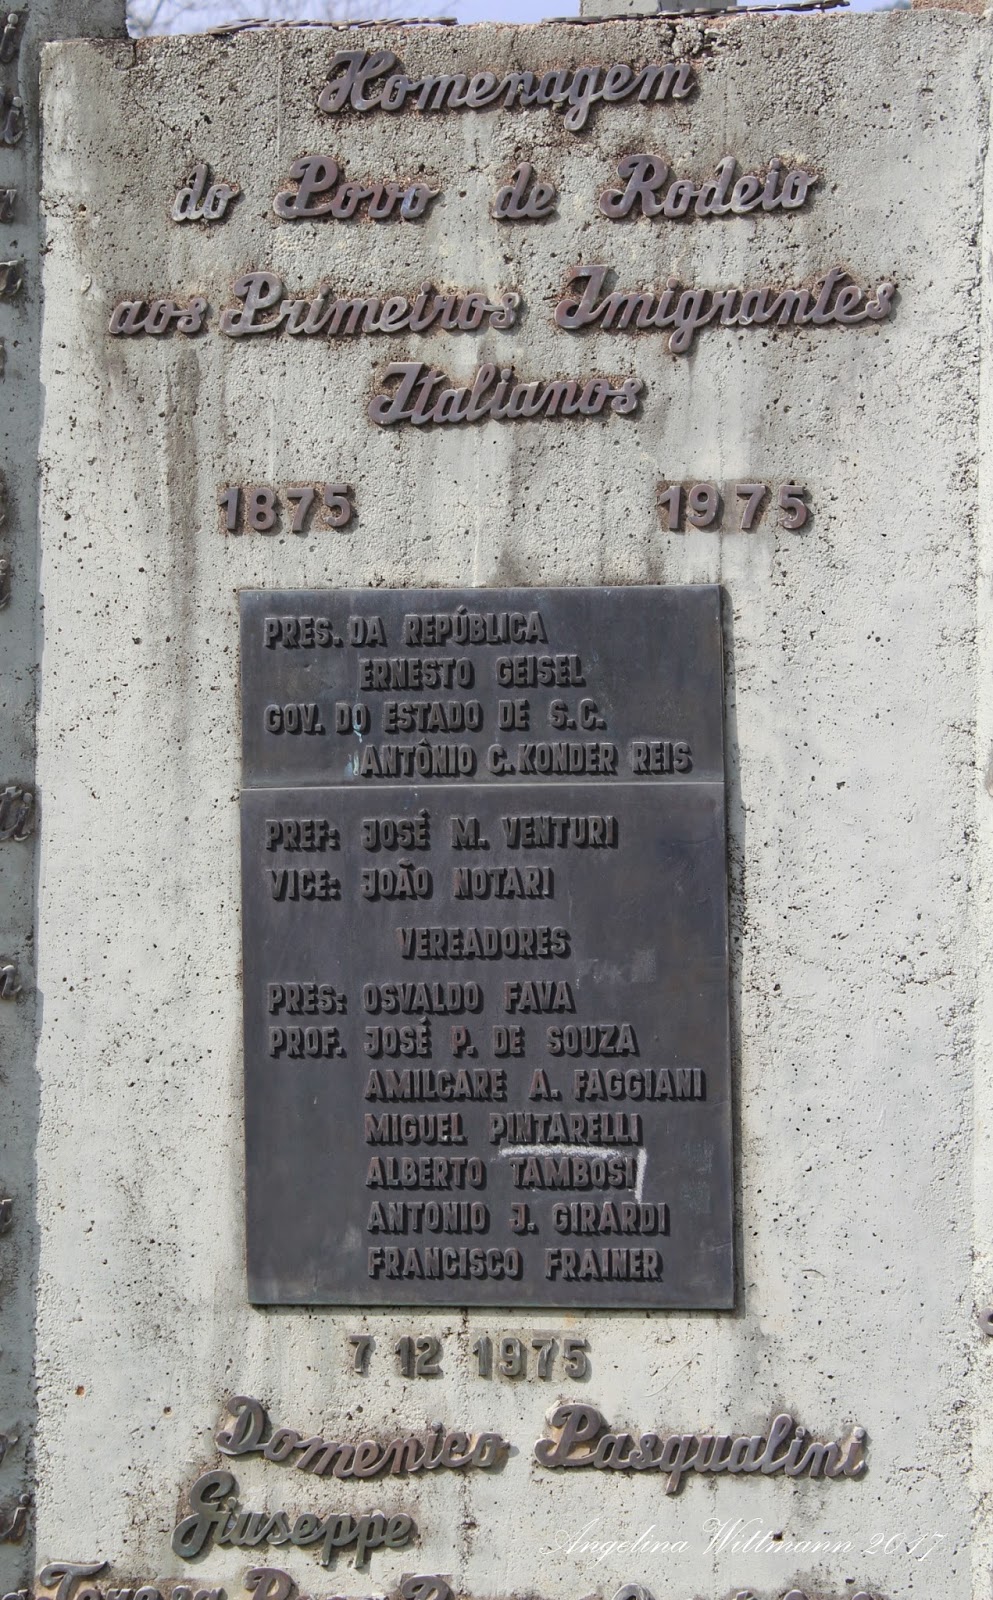 Homenagem
do Povo de Rodeio
aos Primeiros Imigrantes
Italianos
1875 1975
PRES. DA REPÚBLICA
ERNESTO GEISEL
GOV. DO ESTADO DE S.C.
ANTÔNIO C. KONDER REIS
PREF: JOSÉ M. VENTURI
VICE: JOÃO NOTARI
VEREADORES
PRES: OSVALDO FAVA
PROF. JOSÉ P. DE SOUZA
AMILCARE A. FAGGIANI
MIGUEL PINTARELLI
ALBERTO TAMBOSI
ANTONIO J. GIRARDI
FRANCISCO FRAINER
7 12 1975
Domenico Pasqualini
Giuseppe
Angelina Wittmann 2017